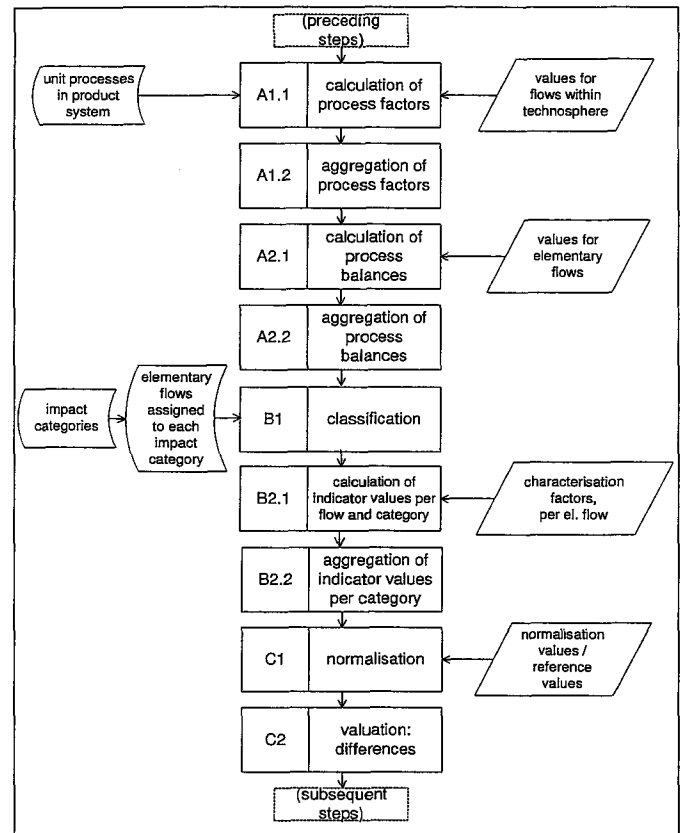 (preceding
steps)
unit processes
in product
system
A1.1
calculation of
process factors
values for
flows within
technosphere
A1.2
aggregation of
process factors
A2.1
calculation of
process
balances
values for
elementary
flows
A2.2
aggregation of
process
balances
impact
categories
elementary
flows
assigned
to each
impact
category
B1
classification
B2.1
calculation of
indicator values per
flow and category
characterisation
factors,
per el. flow
B2.2
aggregation of
indicator values
per category
C1
normalisation
normalisation
values /
reference
values
C2
valuation:
differences
(subsequent
steps)